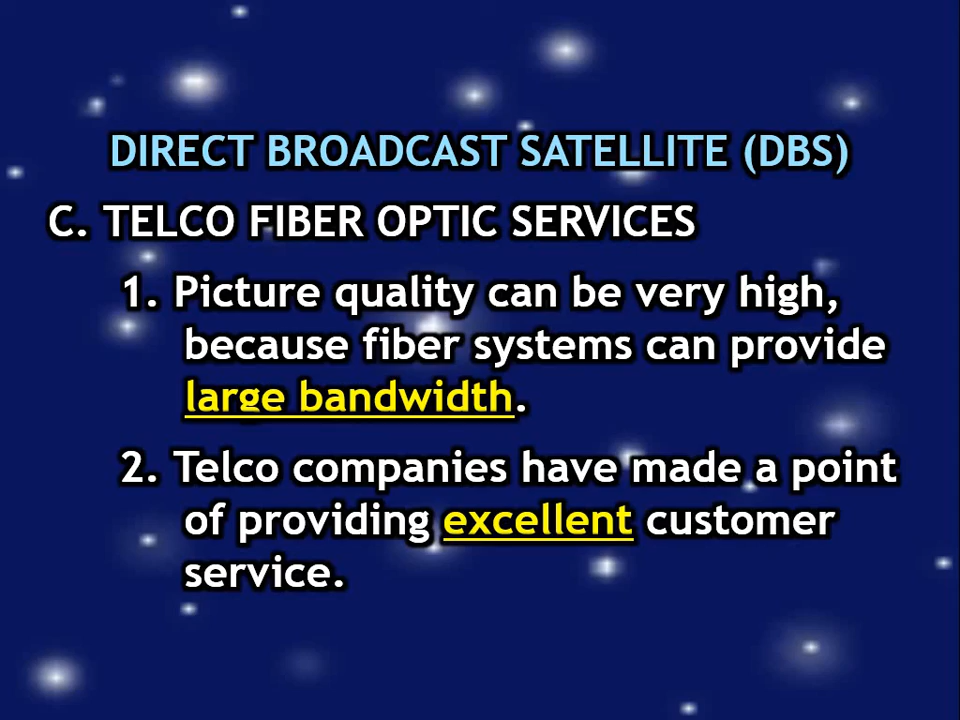 DIRECT BROADCAST SATELLITE (DBS)
C. TELCO FIBER OPTIC SERVICES
1. Picture quality can be very high,
because fiber systems can provide
large bandwidth.
2. Telco companies have made a point
of providing excellent customer
service.